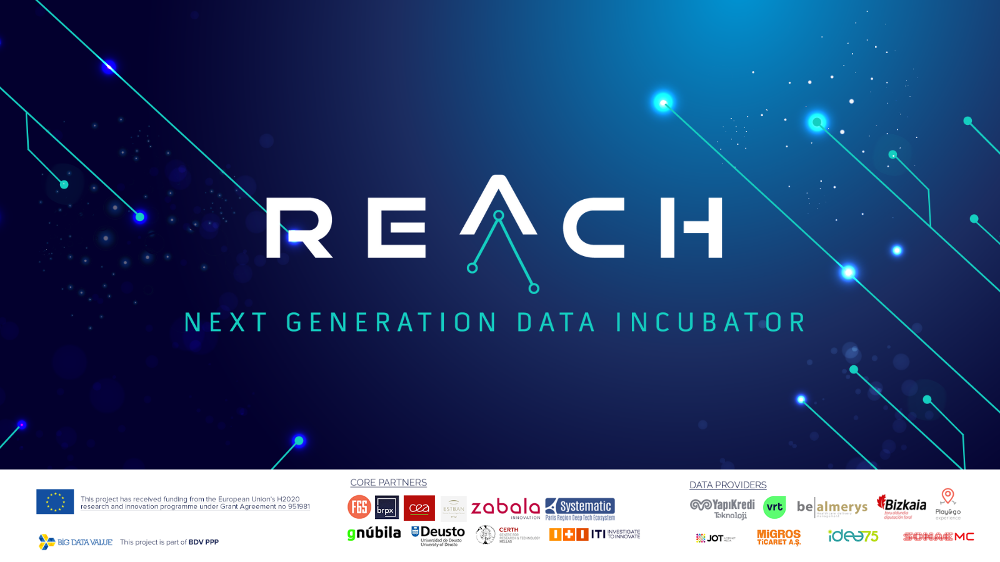 REACH
NEXT GENERATION DATA INCUBATOR
This project has received funding from the European Union's H2020
research and innovation programme under Grant Agreement no 951981
BIG DATA VALUE
This project is part of BDV PPP
CORE PARTNERS
F6S
brpx
cea
ESTBAN
zabala
INNOVATION
Systematic
Paris Region Deep Tech Ecosystem
gnúbila
Deusto
Universidad de Deusto
University of Deusto
CERTH
CENTRE FOR
RESEARCH & TECHNOLOGY
HELLAS
ITI
INVESTIGATE
TO INNOVATE
DATA PROVIDERS
YapıKredi
Teknoloji
vrt
be almerys
Healthcare delivery
management
Bizkaia
foru aldundia
diputación foral
Play&go
experience
JOT INTERNET
MEDIA
MiGROS
TiCARET A.Ş.
idea75
SONAE MC